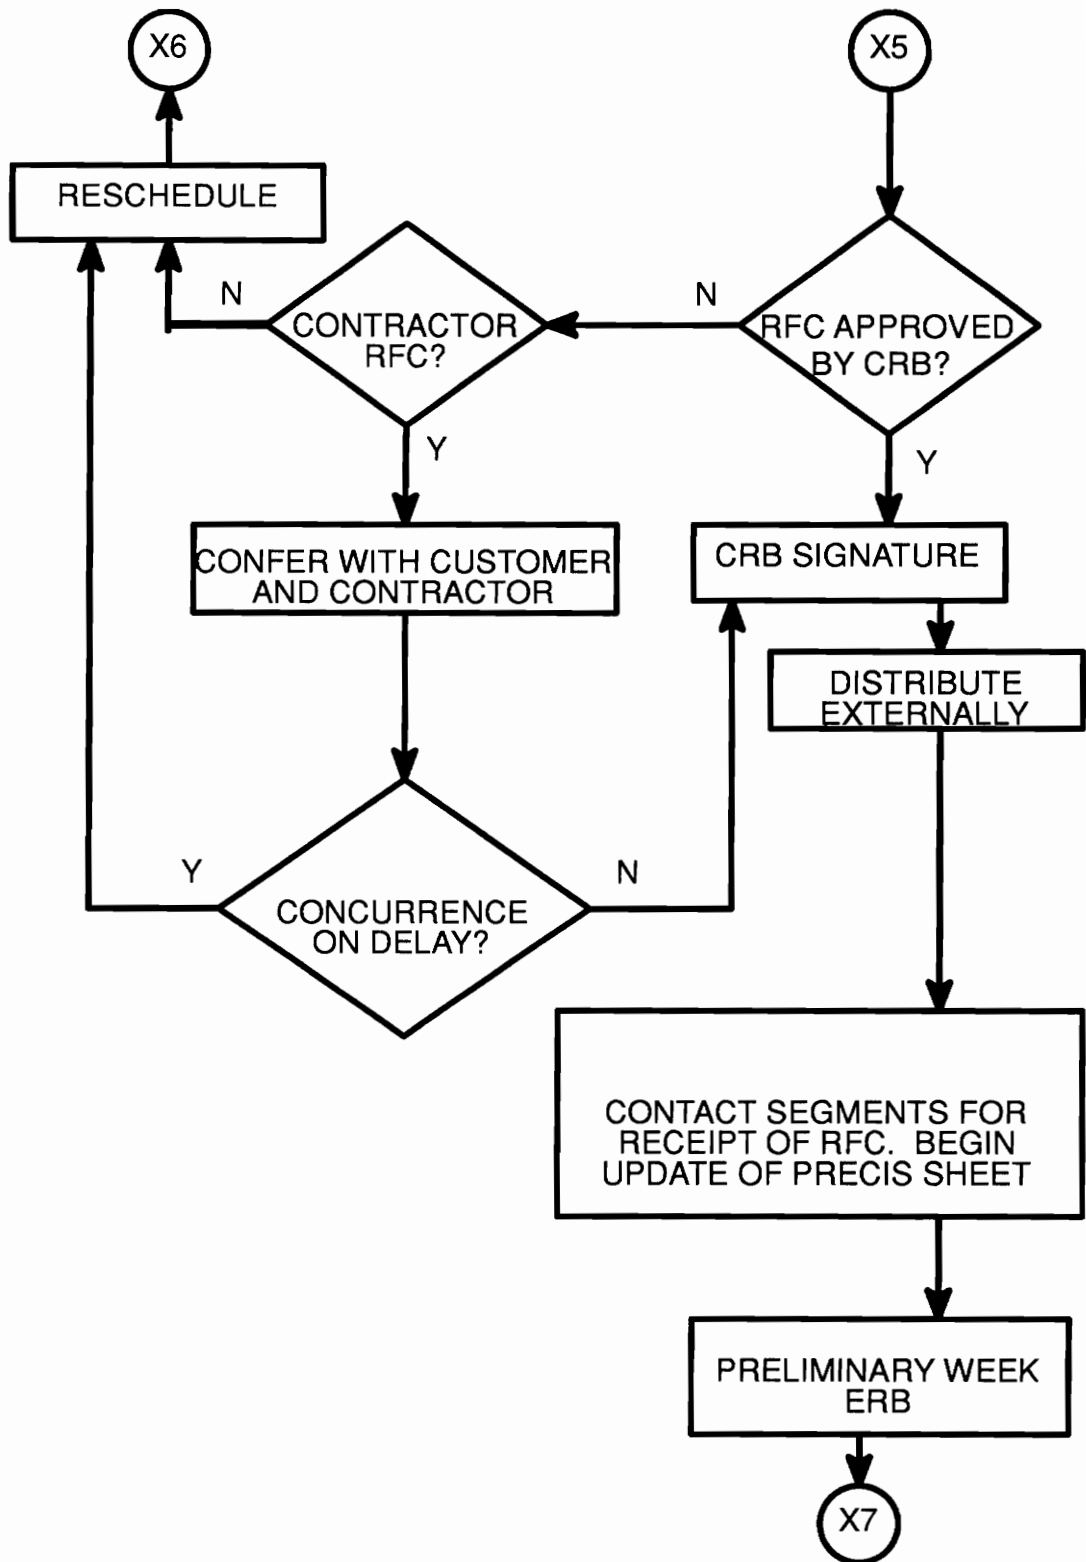 X6
X5
RESCHEDULE
N
N
CONTRACTOR
RFC?
RFC APPROVED
BY CRB?
Y
Y
CONFER WITH CUSTOMER
AND CONTRACTOR
CRB SIGNATURE
DISTRIBUTE
EXTERNALLY
Y
N
CONCURRENCE
ON DELAY?
CONTACT SEGMENTS FOR
RECEIPT OF RFC.  BEGIN
UPDATE OF PRECIS SHEET
PRELIMINARY WEEK
ERB
X7